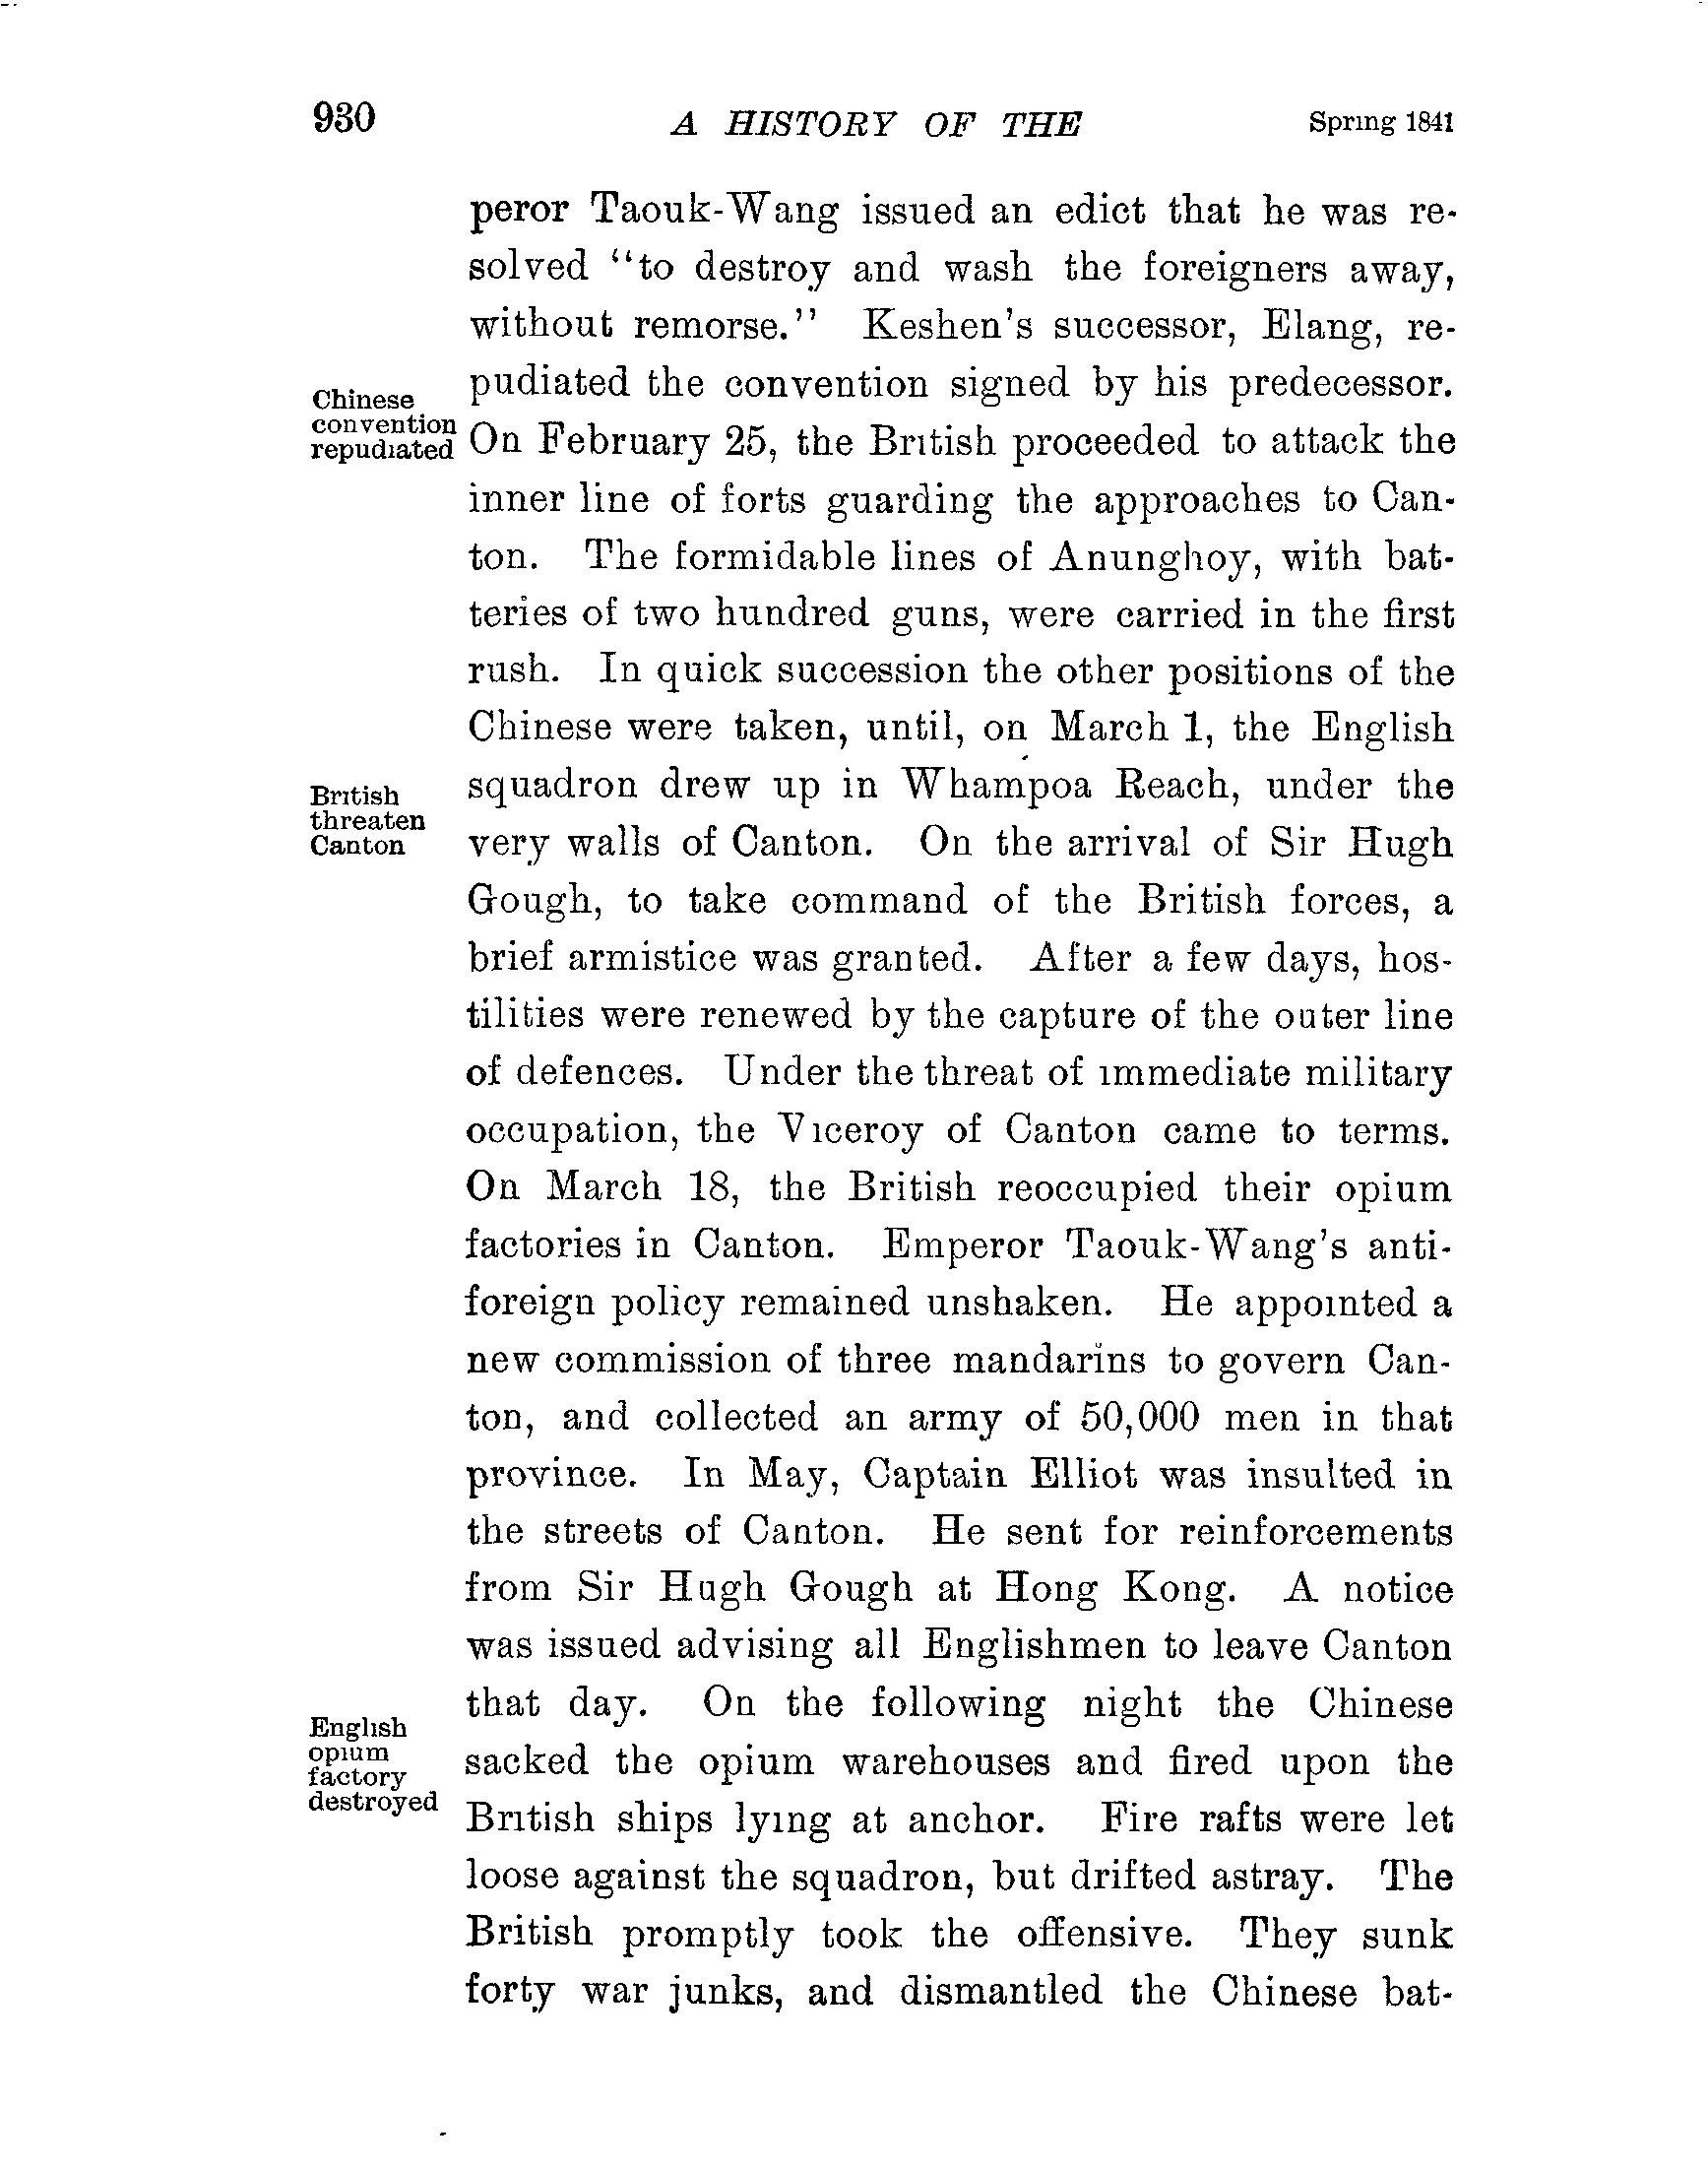 930 A HISTORY OF THE Spring 1841
peror Taouk-Wang issued an edict that he was re-
solved "to destroy and wash the foreigners away,
without remorse." Keshen's successor, Elang, re-
pudiated the convention signed by his predecessor.
Chinese
convention
repudiated
On February 25, the British proceeded to attack the
inner line of forts guarding the approaches to Can-
ton. The formidable lines of Anunghoy, with bat-
teries of two hundred guns, were carried in the first
rush. In quick succession the other positions of the
Chinese were taken, until, on March 1, the English
squadron drew up in Whampoa Reach, under the
British
threaten
Canton
very walls of Canton. On the arrival of Sir Hugh
Gough, to take command of the British forces, a
brief armistice was granted. After a few days, hos-
tilities were renewed by the capture of the outer line
of defences. Under the threat of immediate military
occupation, the Viceroy of Canton came to terms.
On March 18, the British reoccupied their opium
factories in Canton. Emperor Taouk-Wang's anti-
foreign policy remained unshaken. He appointed a
new commission of three mandarins to govern Can-
ton, and collected an army of 50,000 men in that
province. In May, Captain Elliot was insulted in
the streets of Canton. He sent for reinforcements
from Sir Hugh Gough at Hong Kong. A notice
was issued advising all Englishmen to leave Canton
that day. On the following night the Chinese
English
opium
factory
destroyed
sacked the opium warehouses and fired upon the
British ships lying at anchor. Fire rafts were let
loose against the squadron, but drifted astray. The
British promptly took the offensive. They sunk
forty war junks, and dismantled the Chinese bat-